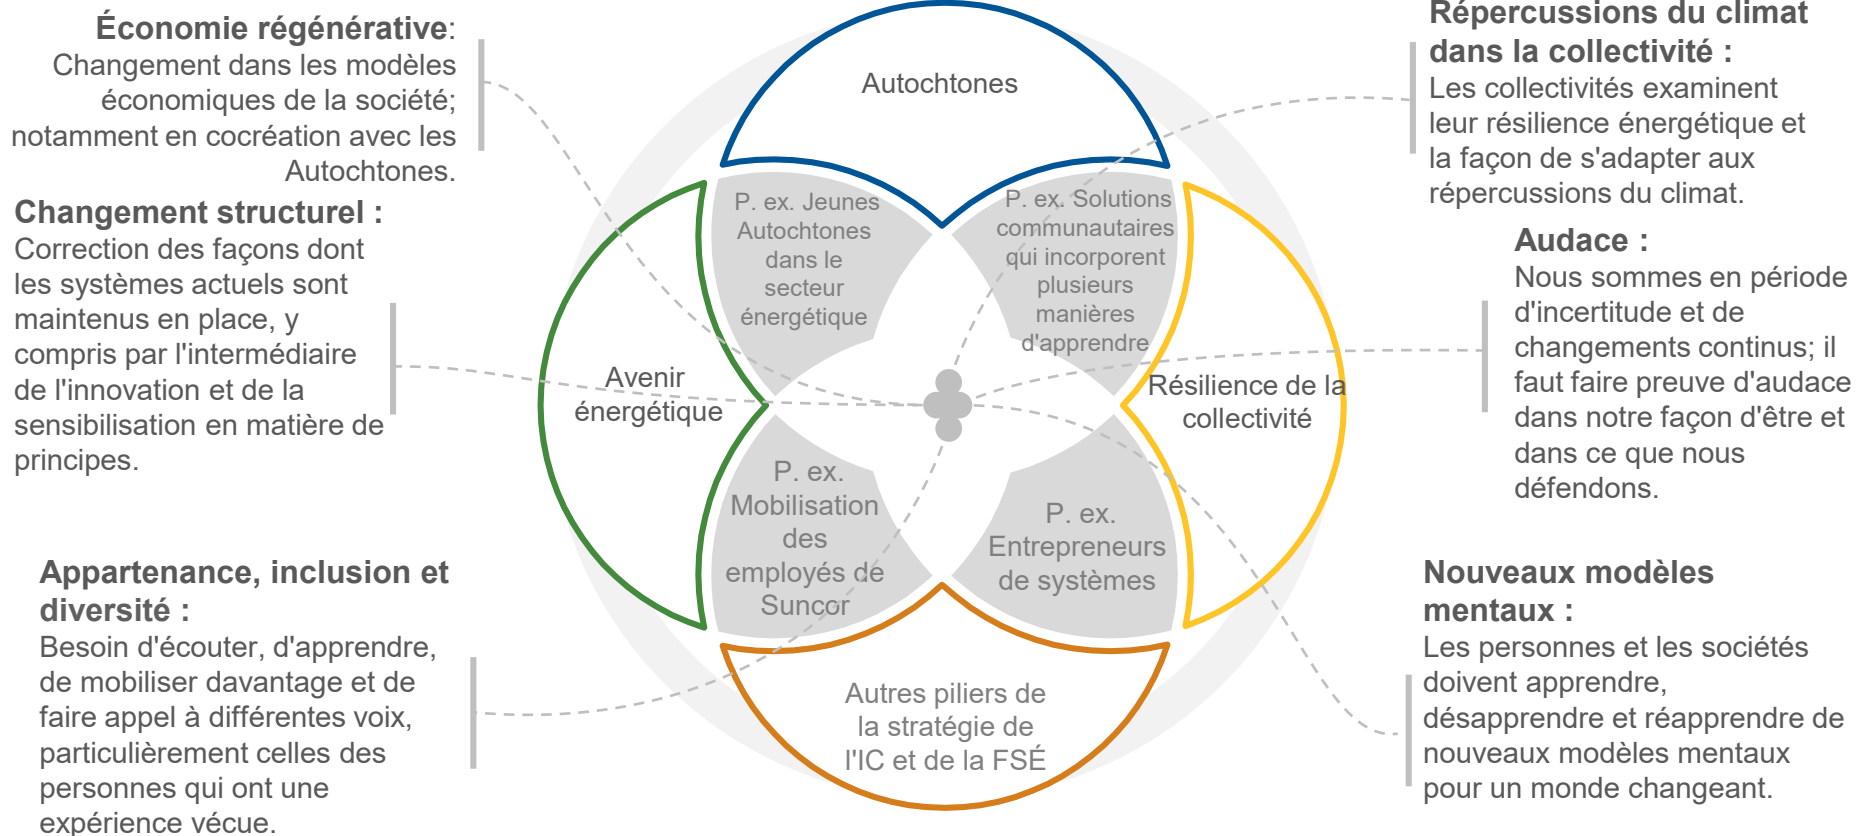 Économie régénérative:
Changement dans les modèles
économiques de la société;
notamment en cocréation avec les
Autochtones.
Changement structurel :
Correction des façons dont
les systèmes actuels sont
maintenus en place, y
compris par l'intermédiaire
de l'innovation et de la
sensibilisation en matière de
principes.
Appartenance, inclusion et
diversité :
Besoin d'écouter, d'apprendre,
de mobiliser davantage et de
faire appel à différentes voix,
particulièrement celles des
personnes qui ont une
expérience vécue.
Autochtones
P. ex. Jeunes
Autochtones
dans le
secteur
énergétique
P. ex. Solutions
communautaires
qui incorporent
plusieurs
manières
d'apprendre
Avenir
énergétique
Résilience de la
collectivité
P. ex.
Mobilisation
des
employés de
Suncor
P. ex.
Entrepreneurs
de systèmes
Autres piliers de
la stratégie de
l'IC et de la FSÉ
Répercussions du climat
dans la collectivité :
Les collectivités examinent
leur résilience énergétique et
la façon de s'adapter aux
répercussions du climat.
Audace :
Nous sommes en période
d'incertitude et de
changements continus; il
faut faire preuve d'audace
dans notre façon d'être et
dans ce que nous
défendons.
Nouveaux modèles
mentaux :
Les personnes et les sociétés
doivent apprendre,
désapprendre et réapprendre de
nouveaux modèles mentaux
pour un monde changeant.